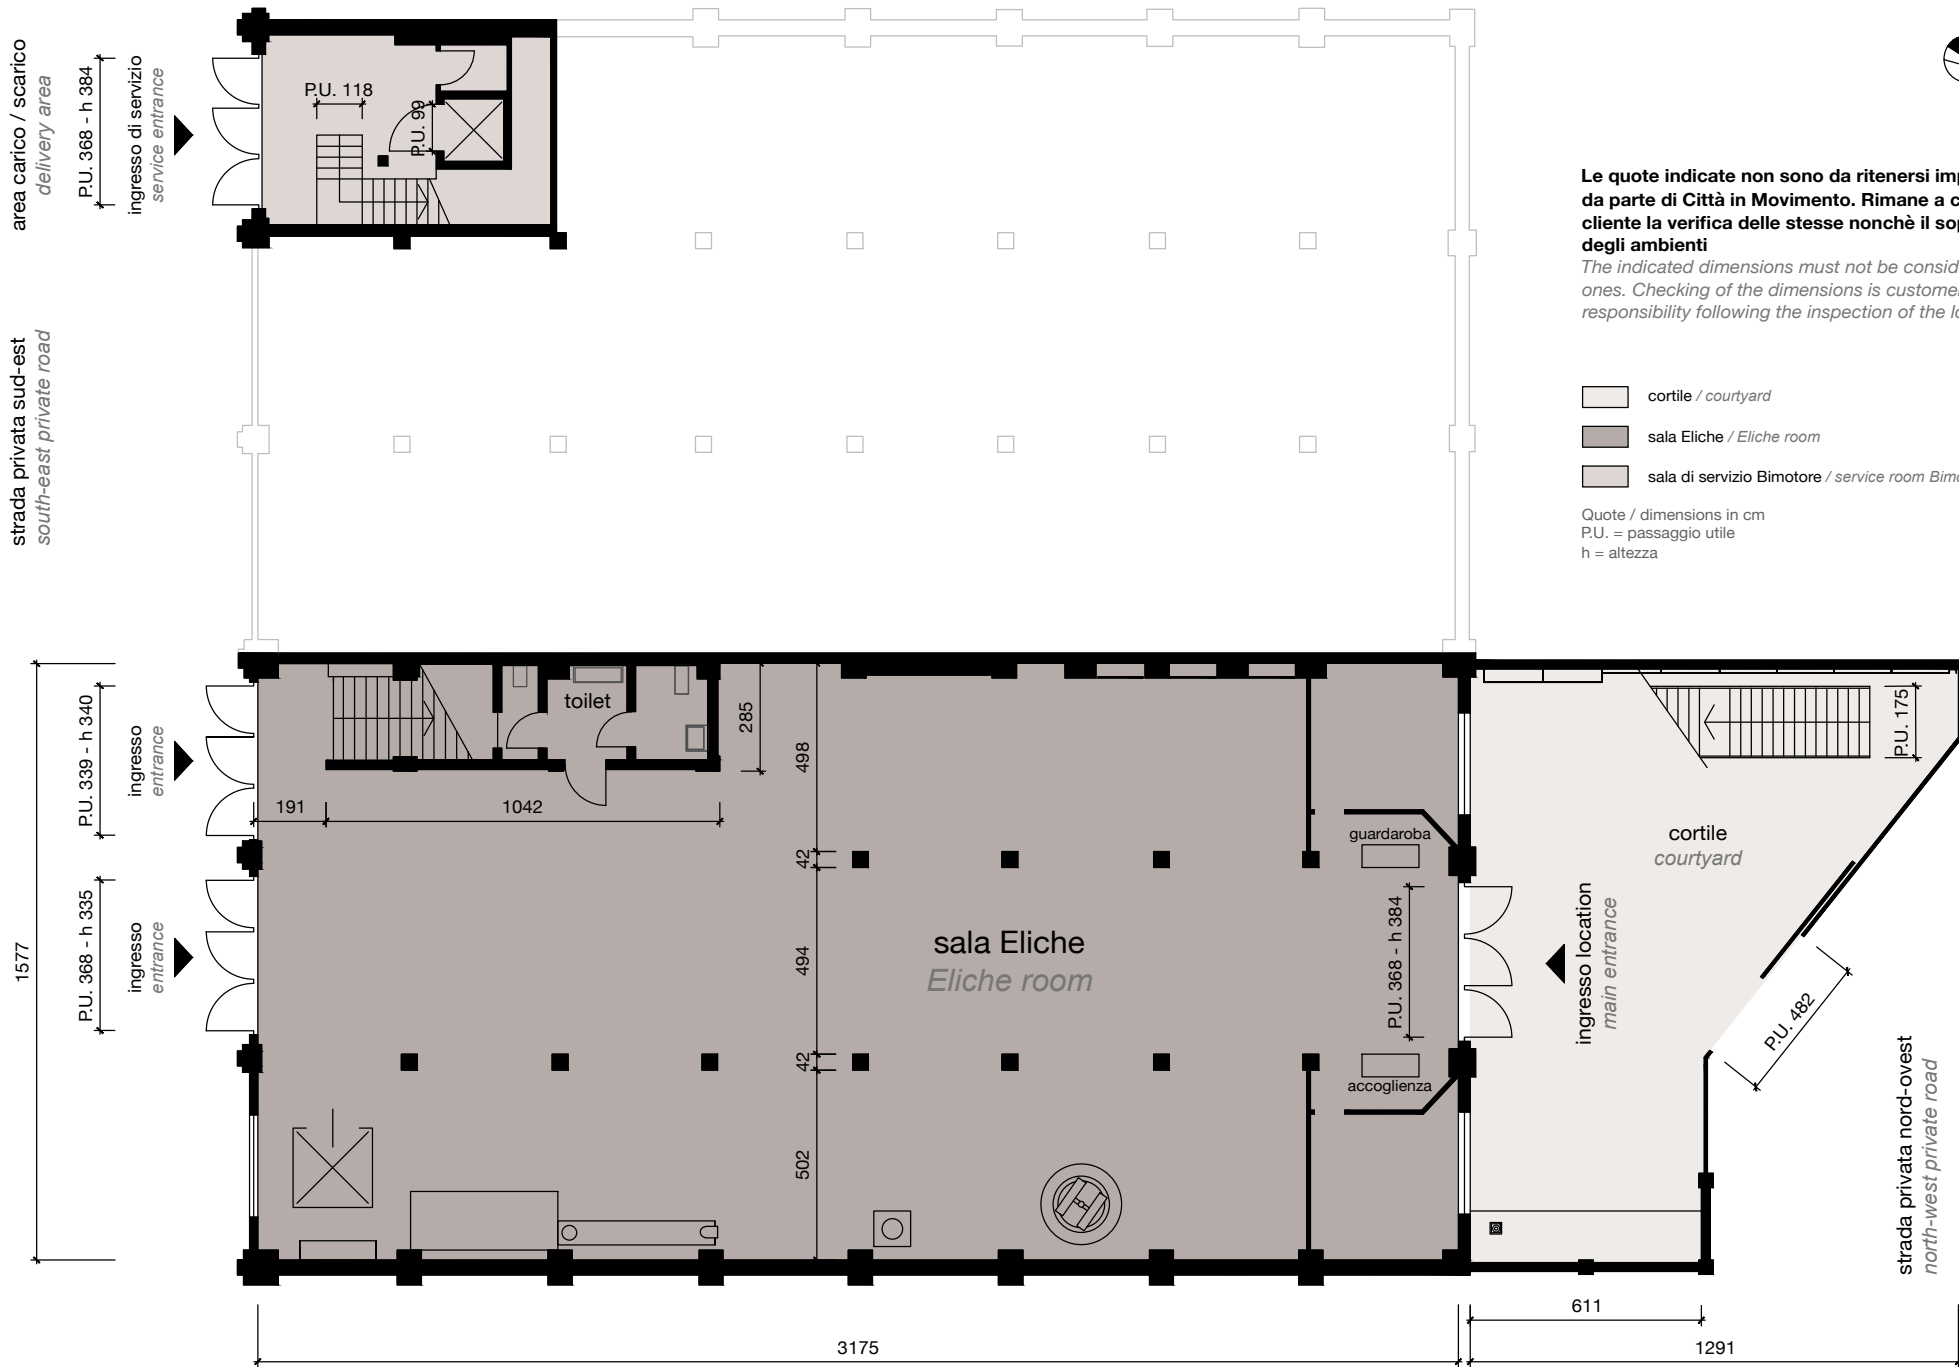 area carico / scarico
delivery area
P.U. 368 - h 384
ingresso di servizio
service entrance
P.U. 118
P.U. 99
strada privata sud-est
south-east private road
Le quote indicate non sono da ritenersi
da parte di Città in Movimento. Rimane a
cliente la verifica delle stesse nonchè il
degli ambienti
The indicated dimensions must not be
ones. Checking of the dimensions is
responsibility following the inspection of the
cortile / courtyard
sala Eliche / Eliche room
sala di servizio Bimotore / service room
Quote / dimensions in cm
P.U. = passaggio utile
h = altezza
1577
P.U. 339 - h 340
ingresso
entrance
P.U. 368 - h 335
ingresso
entrance
toilet
285
191
1042
498
42
494
42
502
sala Eliche
Eliche room
guardaroba
P.U. 368 - h 384
accoglienza
ingresso location
main entrance
cortile
courtyard
P.U. 175
P.U. 482
strada privata nord-ovest
north-west private road
611
3175
1291